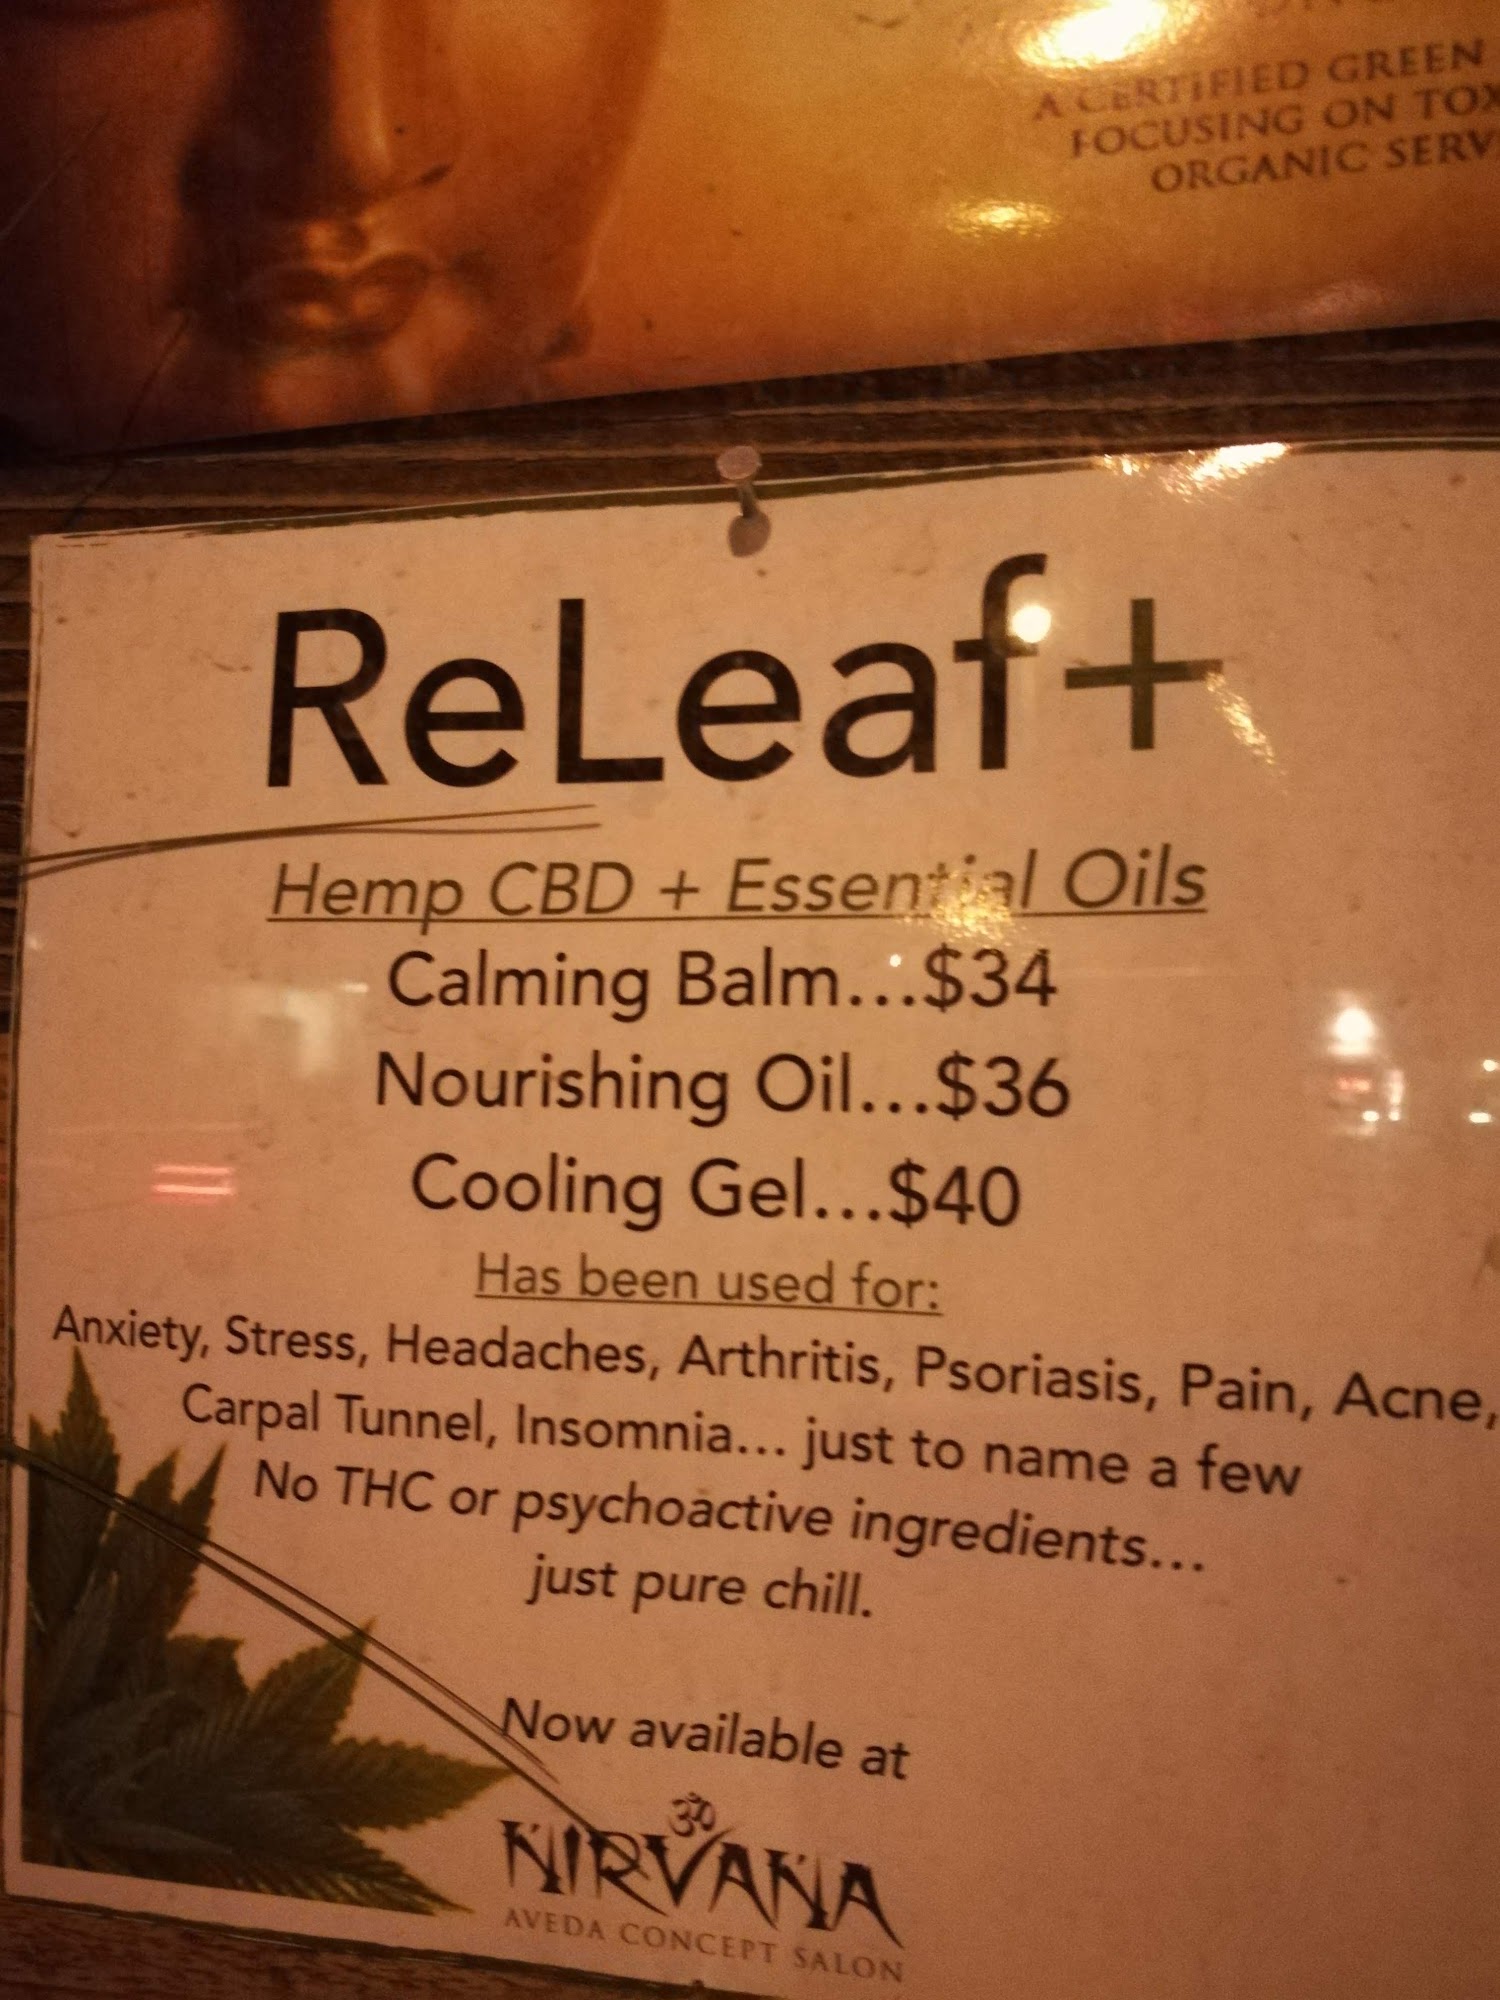 A CERTIFIED GREEN
FOCUSING ON
ORGANIC
ReLeaf+
Hemp CBD + Essential Oils
Calming Balm...$34
Nourishing Oil...$36
Cooling Gel...$40
Has been used for:
Anxiety, Stress, Headaches, Arthritis, Psoriasis, Pain, Acne,
Carpal Tunnel, Insomnia... just to name a few
No THC or psychoactive ingredients...
just pure chill.
Now available at
ॐ
NIRVANA
AVEDA CONCEPT SALON